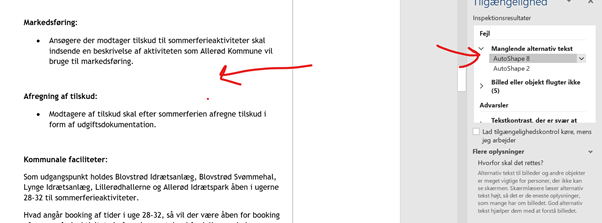 Tilgængelighed
Inspektionsresultater
Fejl
Manglende alternativ tekst
AutoShape 8
AutoShape 2
Billed eller objekt flugter ikke
(5)
Advarsler
Tekstkontrast, der er svær at
Lad tilgængelighedskontrol køre, mens
jeg arbejder
Flere oplysninger
Hvorfor skal det rettes?
Alternativ tekst til billeder og andre objekter
er meget vigtige for personer, der ikke kan
se skærmen. Skærmlæsere læser alternativ
tekst højt, så det er de eneste oplysninger,
som mange har om billedet. God alternativ
tekst hjælper dem med at forstå billedet.
Markedsføring:
• Ansøgere der modtager tilskud til sommerferieaktiviteter skal
indsende en beskrivelse af aktiviteten som Allerød Kommune vil
bruge til markedsføring.
Afregning af tilskud:
• Modtagere af tilskud skal efter sommerferien afregne tilskud i
form af udgiftsdokumentation.
Kommunale faciliteter:
Som udgangspunkt holdes Blovstrød Idrætsanlæg, Blovstrød Svømmehal,
Lynge Idrætsanlæg, Lillerødhallerne og Allerød Idrætspark åben i ugerne
28-32 til sommerferieaktiviteter.
Hvad angår booking af tider i uge 28-32, så vil der være åben for booking